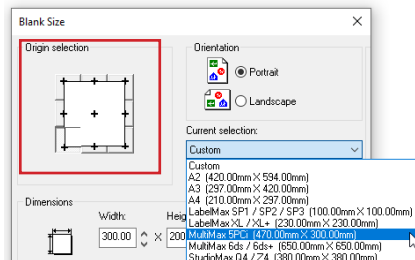 Blank Size
Origin selection
Orientation
Portrait
Landscape
Current selection:
Custom
Custom
A2 (420.00mm X 594.00mm)
A3 (297.00mm X 420.00mm)
A4 (210.00mm X 297.00mm)
LabelMax SP1 / SP2 / SP3 (100.00mm X 100.00mm)
LabelMax XL / XL+ (230.00mm X 230.00mm)
MultiMax 5PCi (470.00mm X 300.00mm)
MultiMax 6ds / 6ds+ (650.00mm X 650.00mm)
StudioMax Q4 / Z4 (380.00mm X 380.00mm)
Dimensions
Width:
300.00 X 200